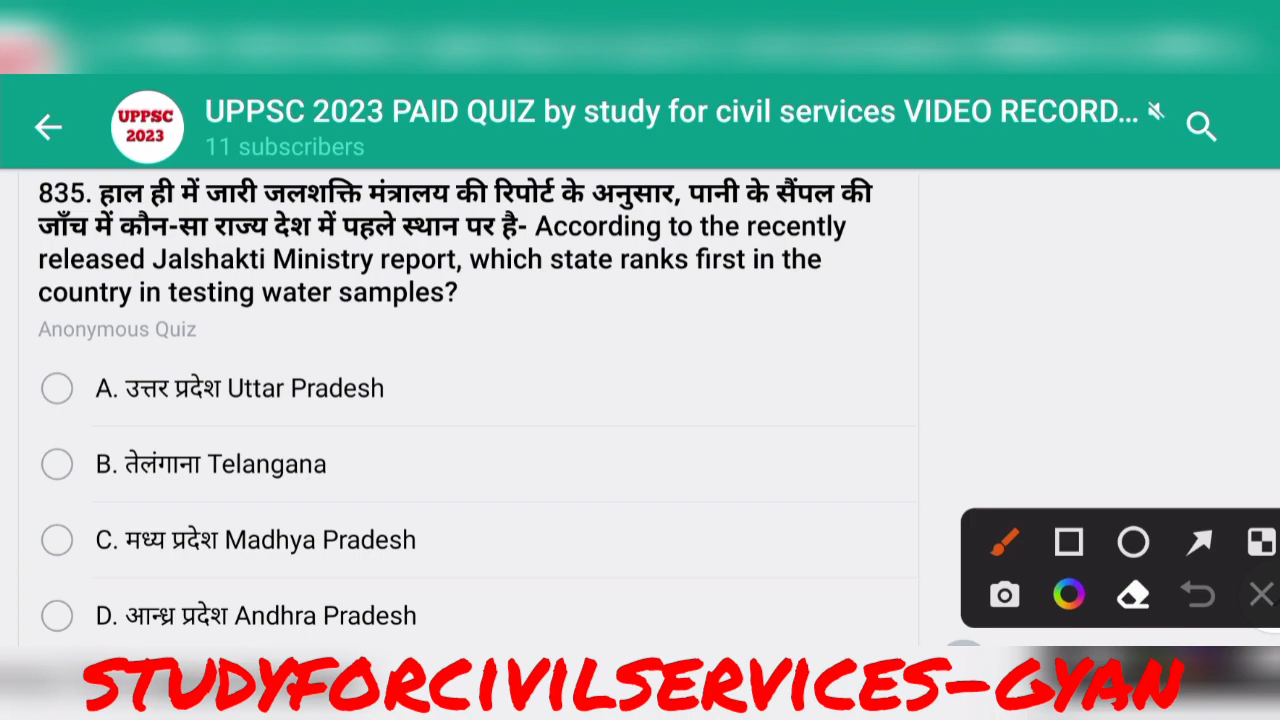 UPPSC
2023
UPPSC 2023 PAID QUIZ by study for civil services VIDEO RECORD...
11 subscribers
835. हाल ही में जारी जलशक्ति मंत्रालय की रिपोर्ट के अनुसार, पानी के सैंपल की
जाँच में कौन-सा राज्य देश में पहले स्थान पर है- According to the recently
released Jalshakti Ministry report, which state ranks first in the
country in testing water samples?
Anonymous Quiz
A. उत्तर प्रदेश Uttar Pradesh
B. तेलंगाना Telangana
C. मध्य प्रदेश Madhya Pradesh
D. आन्ध्र प्रदेश Andhra Pradesh
STUDYFORCIVILSERVICES-GYAN